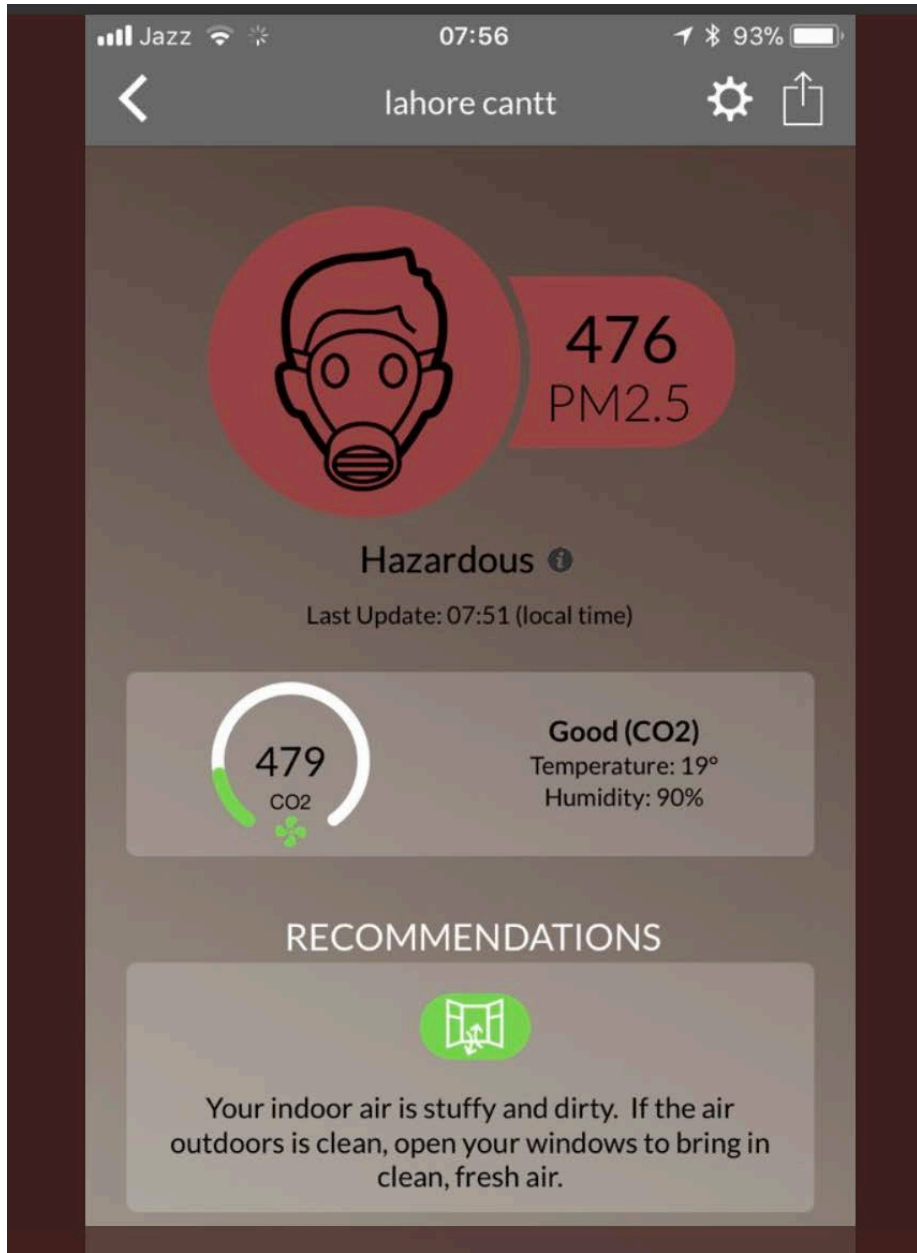 Jazz 07:56 93%
lahore cantt
476
PM2.5
Hazardous i
Last Update: 07:51 (local time)
479
CO2
Good (CO2)
Temperature: 19°
Humidity: 90%
RECOMMENDATIONS
Your indoor air is stuffy and dirty. If the air
outdoors is clean, open your windows to bring in
clean, fresh air.